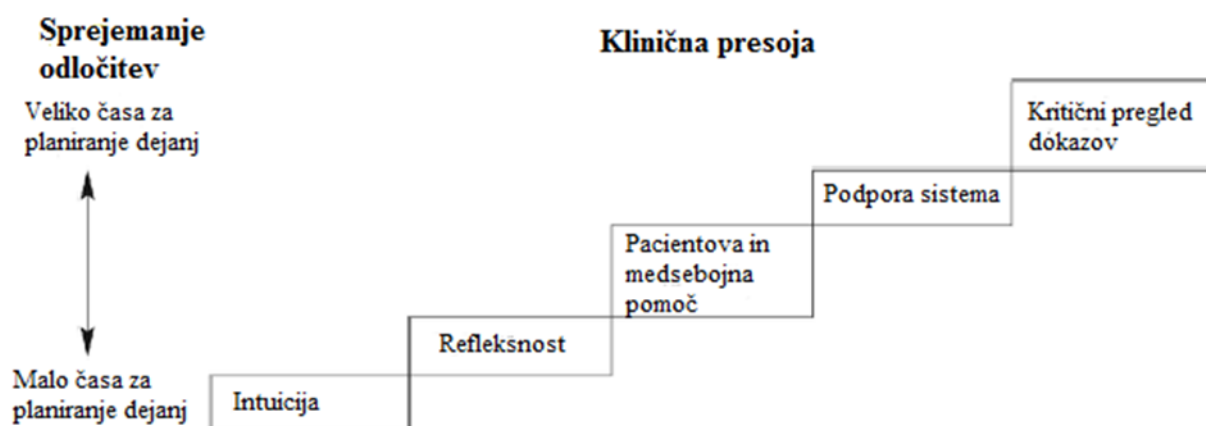 Sprejemanje
odločitev
Klinična presoja
Veliko časa za
planiranje dejanj
Kritični pregled
dokazov
Podpora sistema
Pacientova in
medsebojna
pomoč
Refleksnost
Malo časa za
planiranje dejanj
Intuicija